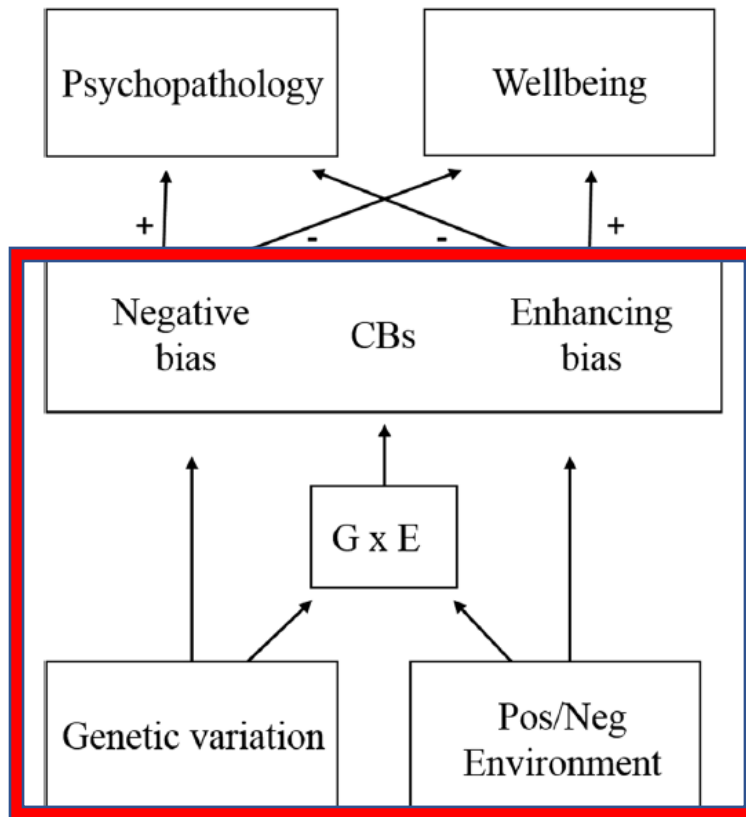 Psychopathology
Wellbeing
+
-
-
+
Negative
bias
CBs
Enhancing
bias
G x E
Genetic variation
Pos/Neg
Environment